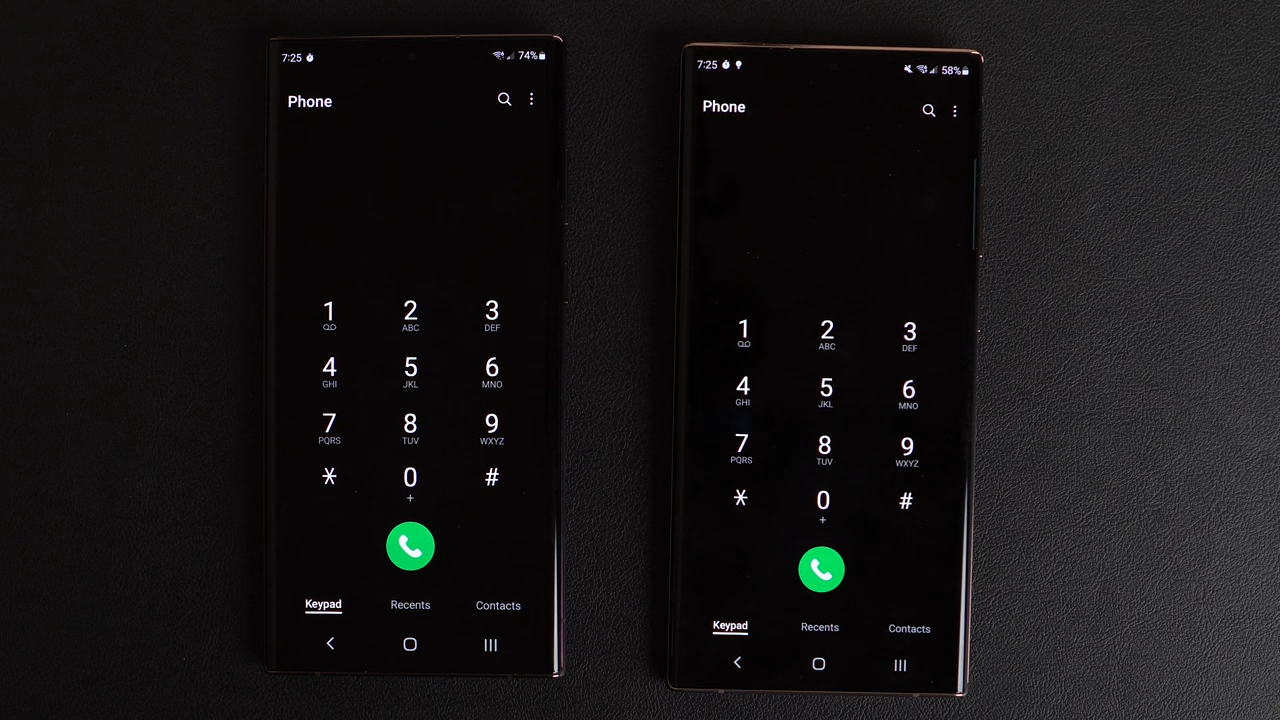 7:25 74%
Phone
1 2 3
ABC DEF
4 5 6
GHI JKL MNO
7 8 9
PQRS TUV WXYZ
* 0 #
+
Keypad Recents Contacts
7:25 58%
Phone
1 2 3
ABC DEF
4 5 6
GHI JKL MNO
7 8 9
PQRS TUV WXYZ
* 0 #
+
Keypad Recents Contacts